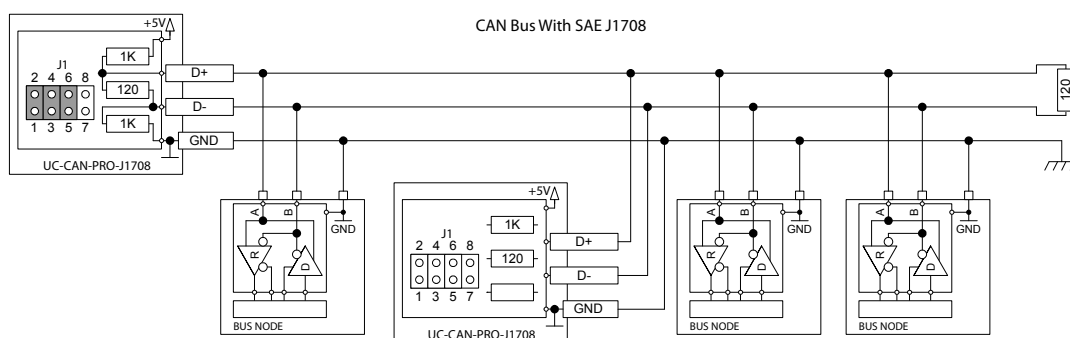 CAN Bus With SAE J1708
+5V
1K
J1
2 4 6 8
120
1 3 5 7
1K
D+
D-
GND
UC-CAN-PRO-J1708
120
A B
GND
R
D
BUS NODE
+5V
1K
J1
2 4 6 8
120
1 3 5 7
D+
D-
GND
UC-CAN-PRO-J1708
A B
GND
R
D
BUS NODE
A B
GND
R
D
BUS NODE